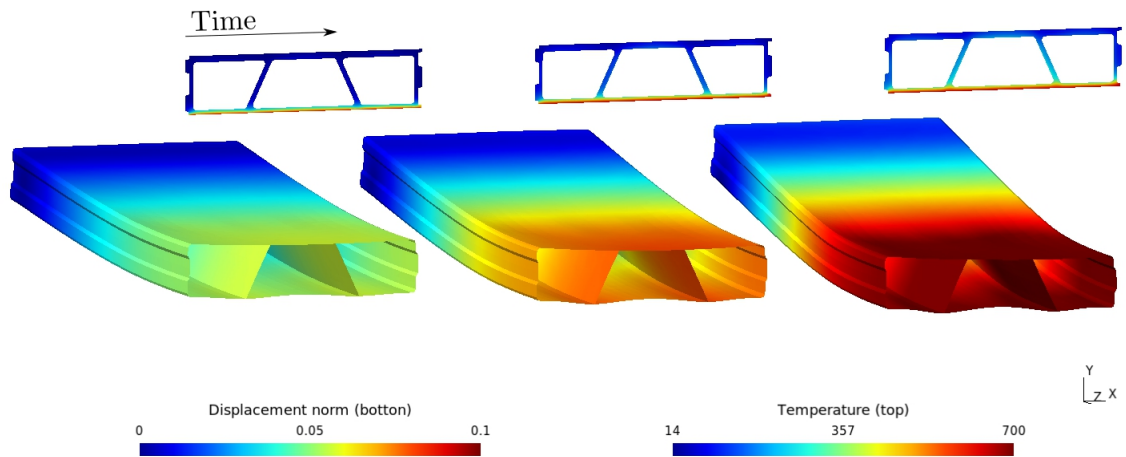 Time
Y
Z X
Displacement norm (botton)
0 0.05 0.1
Temperature (top)
14 357 700